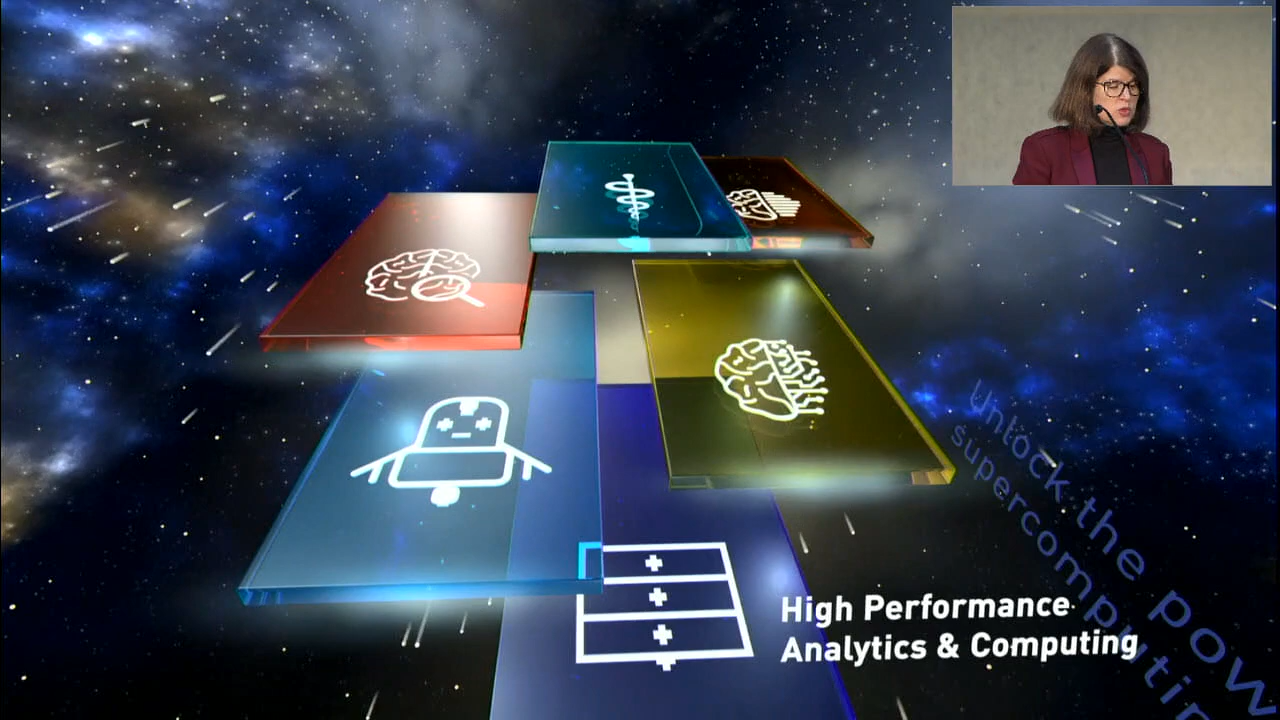 High Performance
Analytics & Computing
Unlock the pow
supercomputin